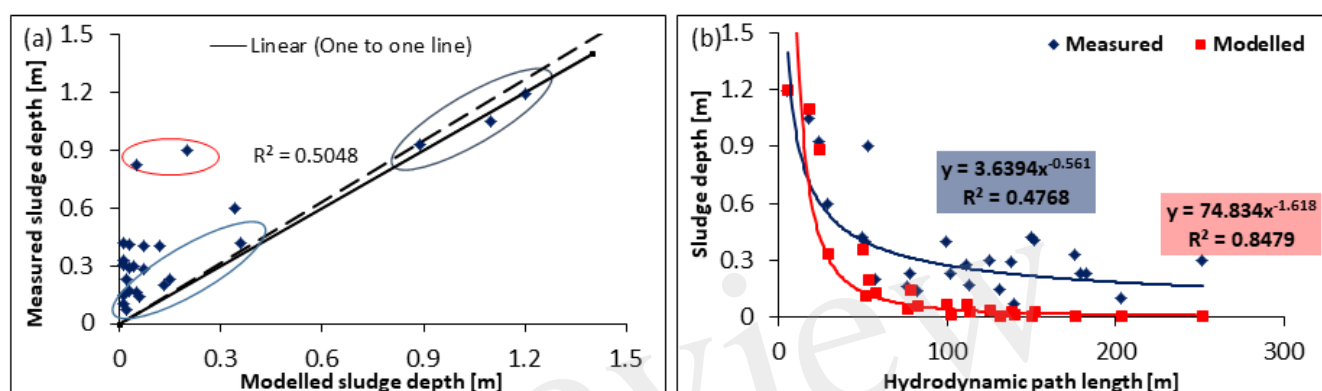 (a)
Linear (One to one line)
1.5
1.2
0.9
0.6
0.3
0
R² = 0.5048
0 0.3 0.6 0.9 1.2 1.5
Measured sludge depth [m]
Modelled sludge depth [m]
(b)
Measured Modelled
1.5
1.2
0.9
0.6
0.3
0
y = 3.6394x^-0.561
R² = 0.4768
y = 74.834x^-1.618
R² = 0.8479
0 100 200 300
Sludge depth [m]
Hydrodynamic path length [m]
eview